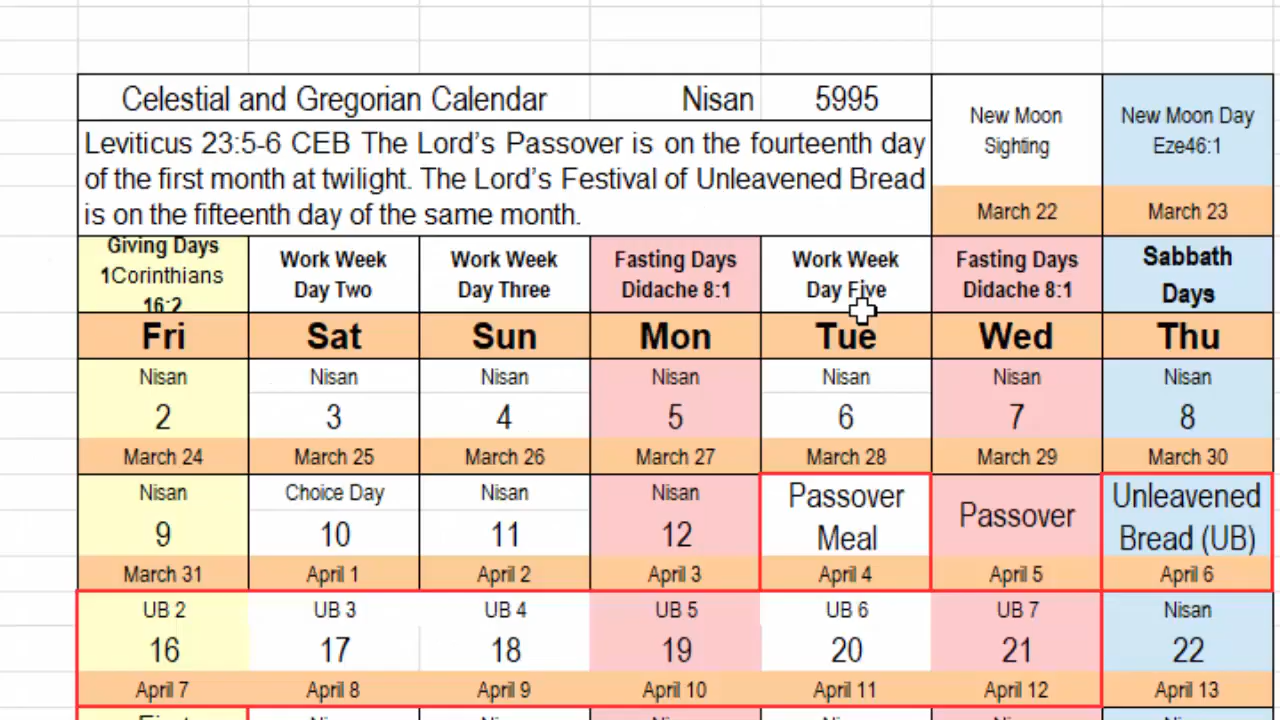 Celestial and Gregorian Calendar Nisan 5995
Leviticus 23:5-6 CEB The Lord’s Passover is on the fourteenth day
of the first month at twilight. The Lord’s Festival of Unleavened Bread
is on the fifteenth day of the same month.
New Moon
Sighting
March 22
New Moon Day
Eze46:1
March 23
Giving Days
1Corinthians
16:2
Work Week
Day Two
Work Week
Day Three
Fasting Days
Didache 8:1
Work Week
Day Five
Fasting Days
Didache 8:1
Sabbath
Days
Fri Sat Sun Mon Tue Wed Thu
Nisan Nisan Nisan Nisan Nisan Nisan Nisan
2 3 4 5 6 7 8
March 24 March 25 March 26 March 27 March 28 March 29 March 30
Nisan Choice Day Nisan Nisan
9 10 11 12
Passover
Meal
Passover
Unleavened
Bread (UB)
March 31 April 1 April 2 April 3 April 4 April 5 April 6
UB 2 UB 3 UB 4 UB 5 UB 6 UB 7 Nisan
16 17 18 19 20 21 22
April 7 April 8 April 9 April 10 April 11 April 12 April 13
First Nisan Nisan Nisan Nisan Nisan Nisan